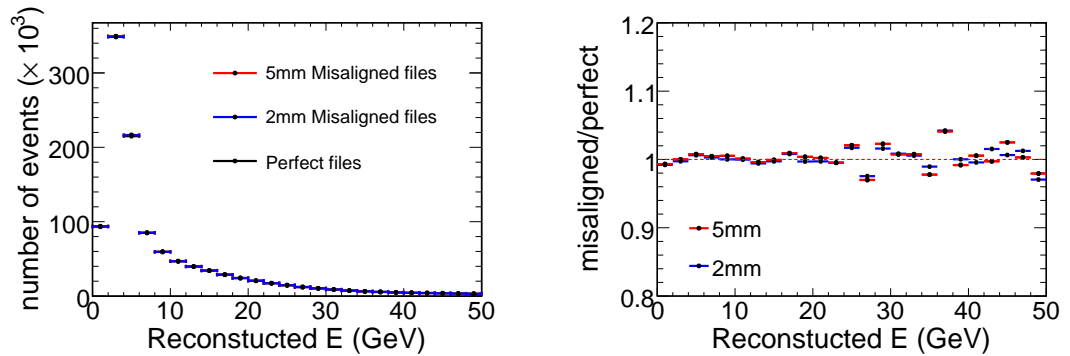 number of events (× 10³)
300
200
100
0
5mm Misaligned files
2mm Misaligned files
Perfect files
0 10 20 30 40 50
Reconstucted E (GeV)
misaligned/perfect
1.2
1.1
1
0.9
0.8
5mm
2mm
0 10 20 30 40 50
Reconstucted E (GeV)